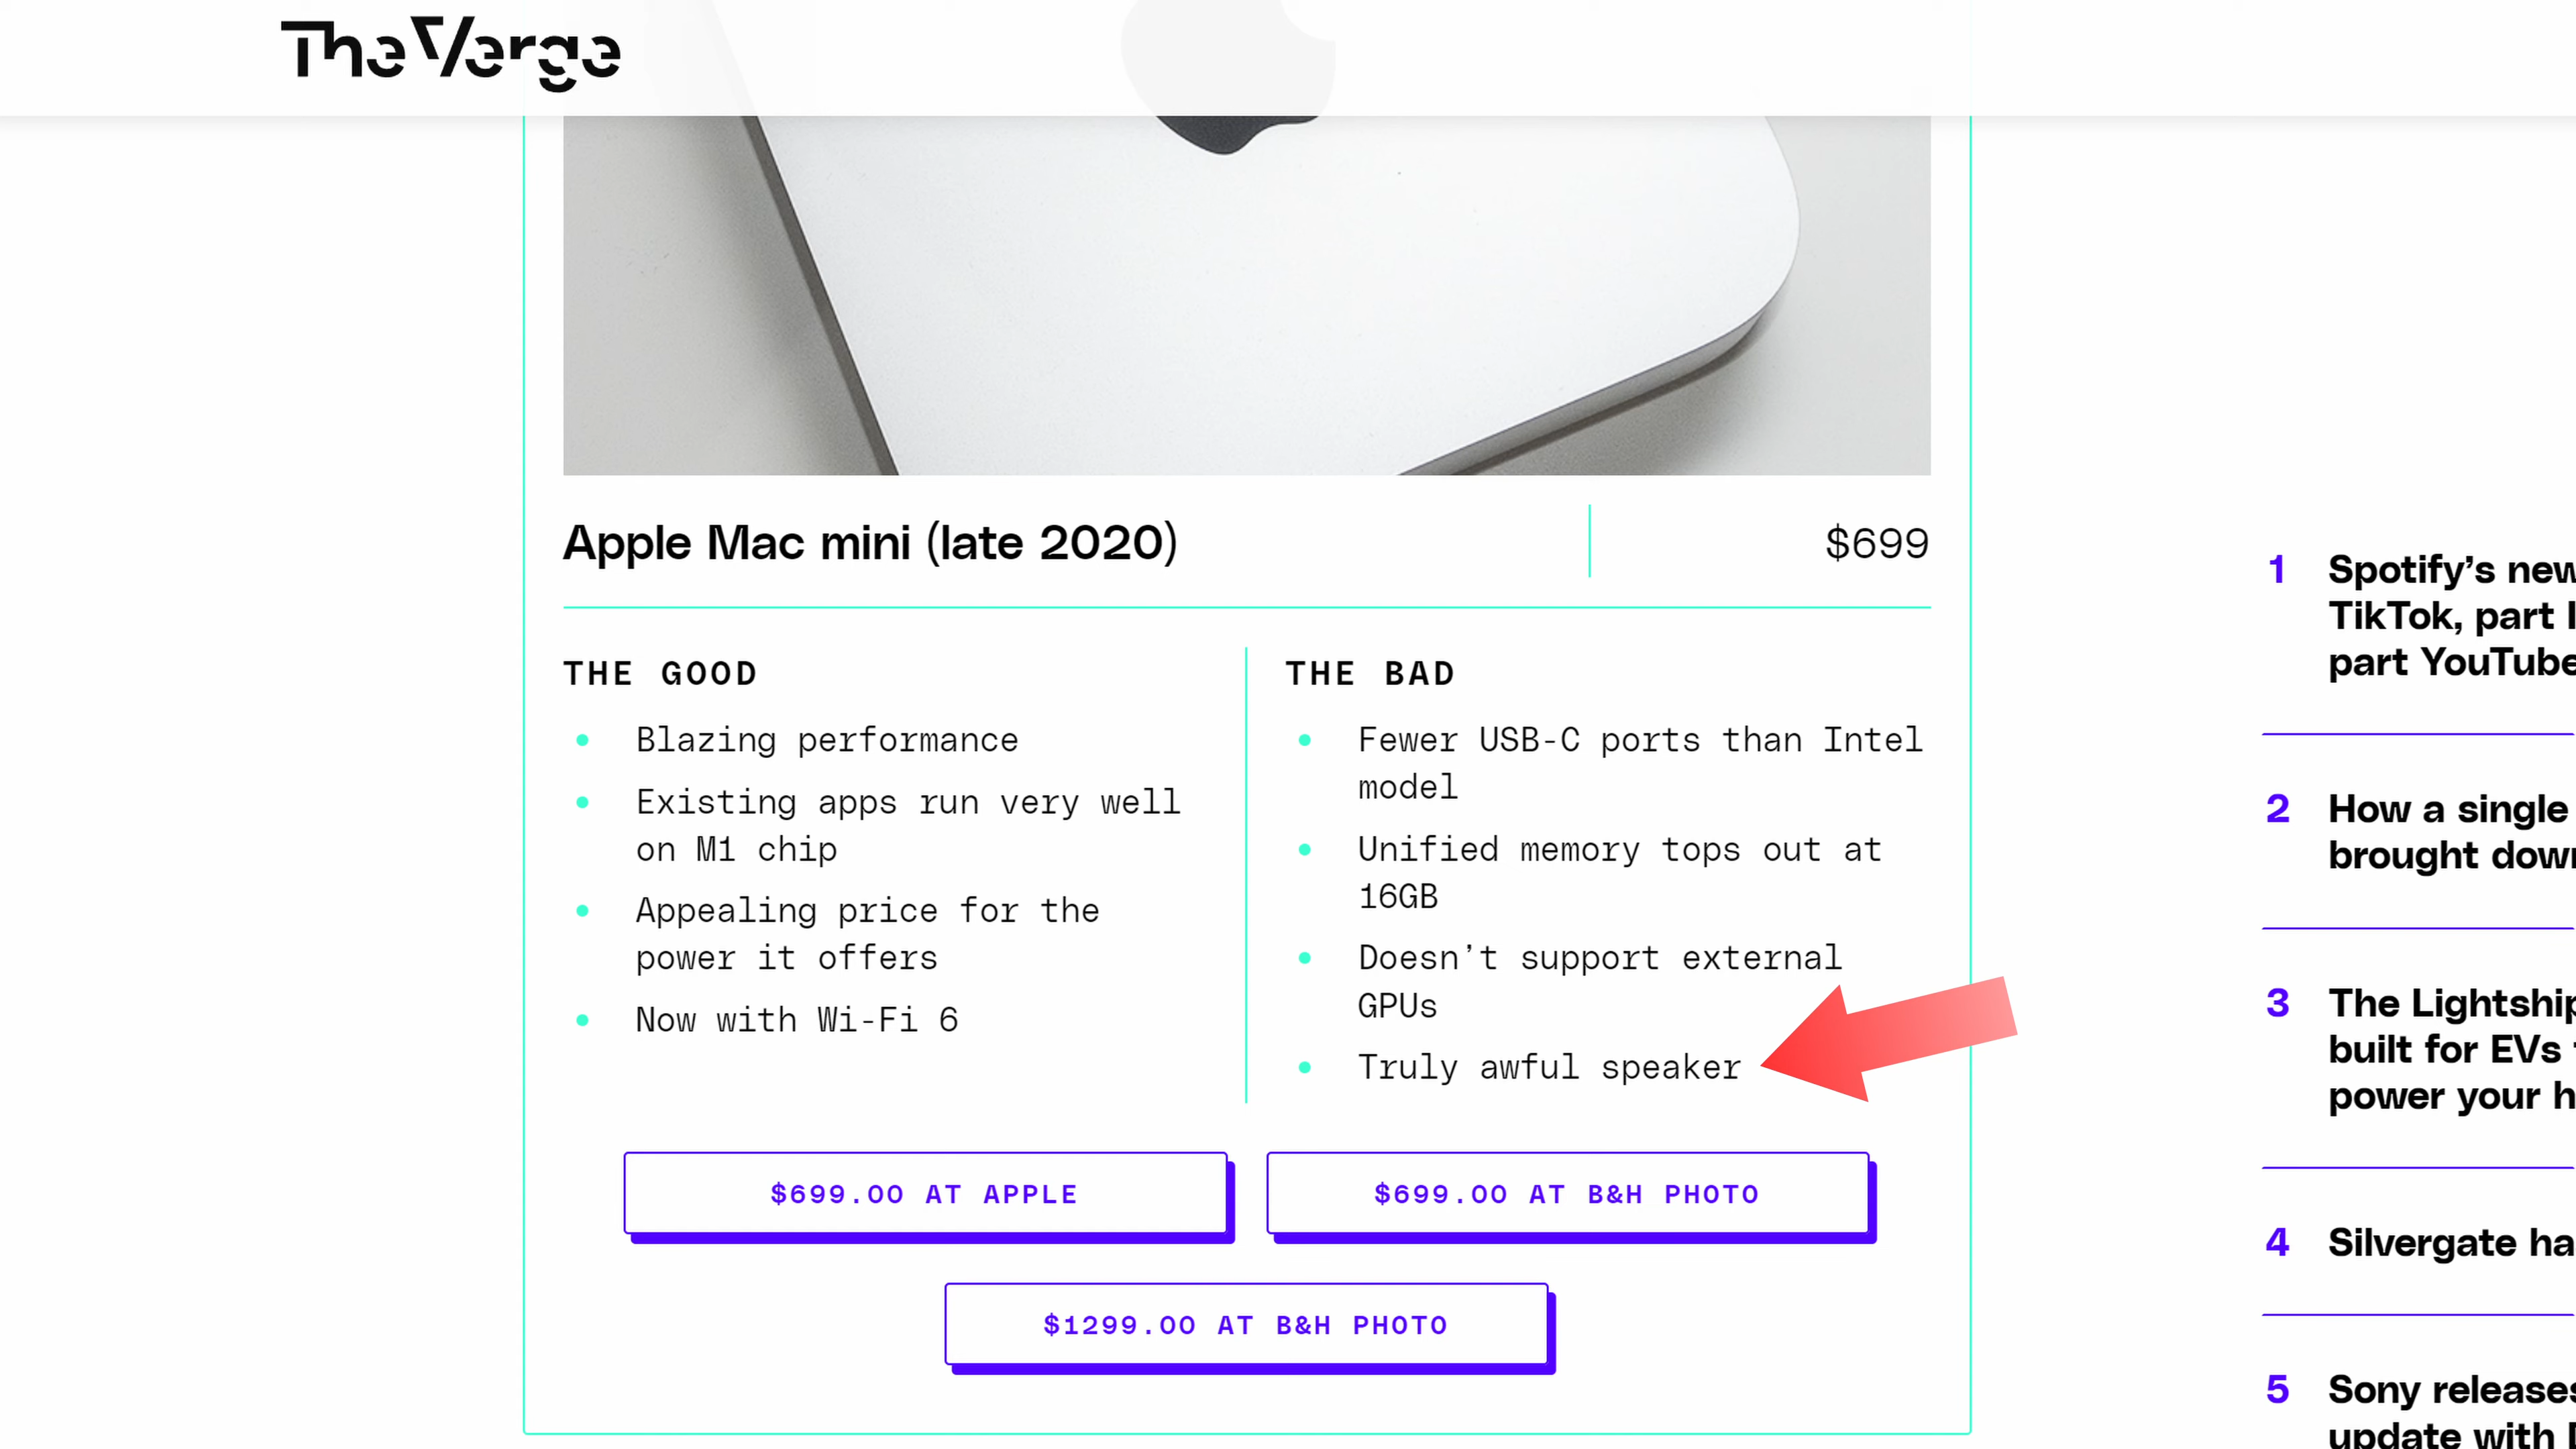 The Verge
Apple Mac mini (late 2020)
$699
THE GOOD
Blazing performance
Existing apps run very well
on M1 chip
Appealing price for the
power it offers
Now with Wi-Fi 6
THE BAD
Fewer USB-C ports than Intel
model
Unified memory tops out at
16GB
Doesn't support external
GPUs
Truly awful speaker
$699.00 AT APPLE
$699.00 AT B&H PHOTO
$1299.00 AT B&H PHOTO
1
Spotify's new
TikTok, part
part YouTube
2
How a single
brought down
3
The Lightship
built for EVs
power your h
4
Silvergate ha
5
Sony releases
update with